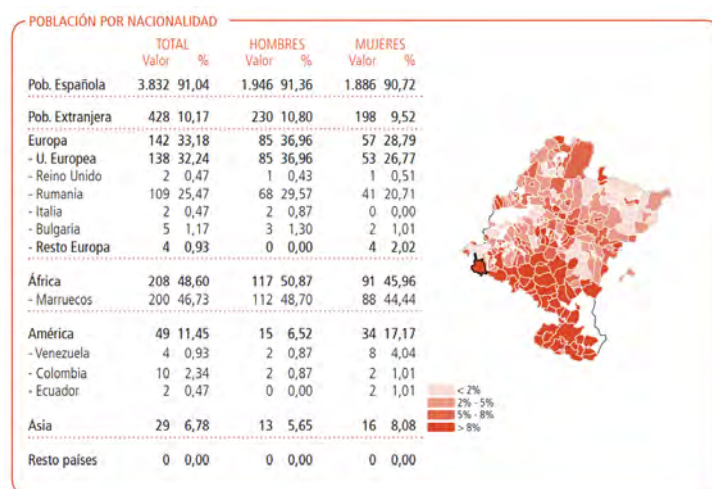 POBLACIÓN POR NACIONALIDAD
TOTAL HOMBRES MUJERES
Valor % Valor % Valor %
Pob. Española 3.832 91,04 1.946 91,36 1.886 90,72
Pob. Extranjera 428 10,17 230 10,80 198 9,52
Europa 142 33,18 85 36,96 57 28,79
- U. Europea 138 32,24 85 36,96 53 26,77
- Reino Unido 2 0,47 1 0,43 1 0,51
- Rumania 109 25,47 68 29,57 41 20,71
- Italia 2 0,47 2 0,87 0 0,00
- Bulgaria 5 1,17 3 1,30 2 1,01
- Resto Europa 4 0,93 0 0,00 4 2,02
África 208 48,60 117 50,87 91 45,96
- Marruecos 200 46,73 112 48,70 88 44,44
América 49 11,45 15 6,52 34 17,17
- Venezuela 4 0,93 2 0,87 8 4,04
- Colombia 10 2,34 2 0,87 2 1,01
- Ecuador 2 0,47 0 0,00 2 1,01
Asia 29 6,78 13 5,65 16 8,08
Resto países 0 0,00 0 0,00 0 0,00
< 2%
2% - 5%
5% - 8%
> 8%